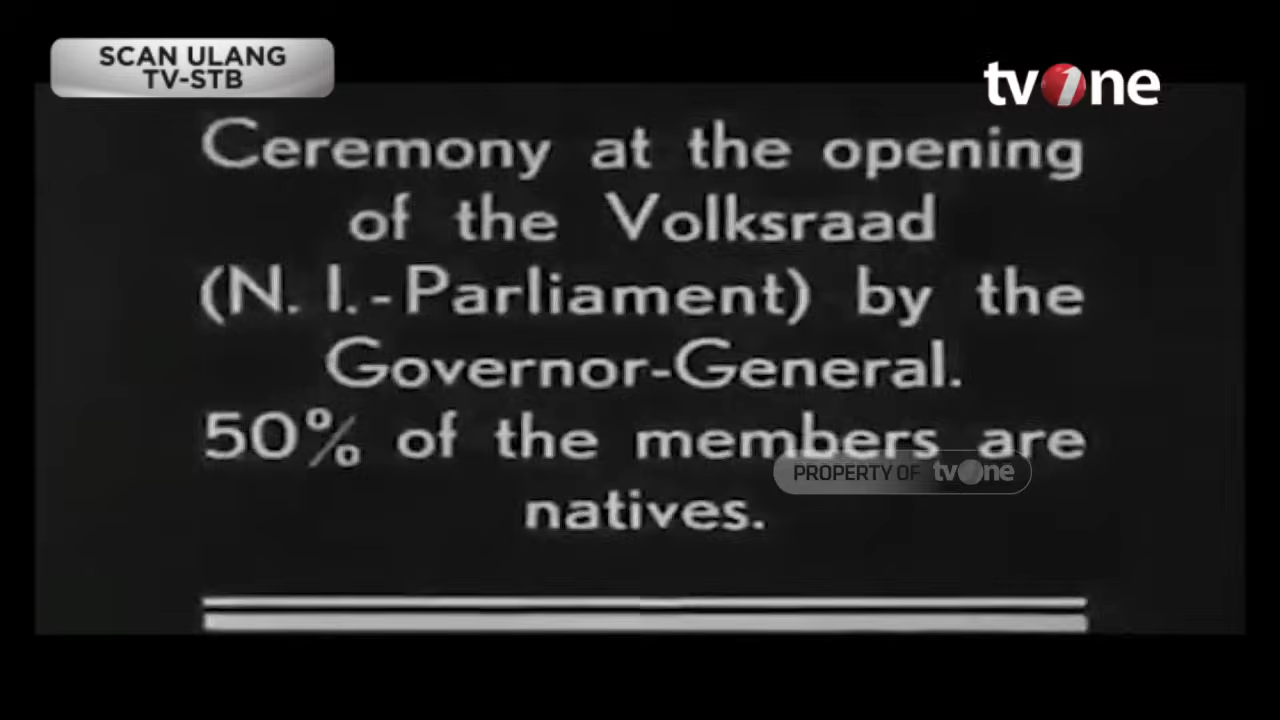 SCAN ULANG
TV-STB
tvOne
Ceremony at the opening
of the Volksraad
(N. I.-Parliament) by the
Governor-General.
50% of the members are
natives.
PROPERTY OF tvOne